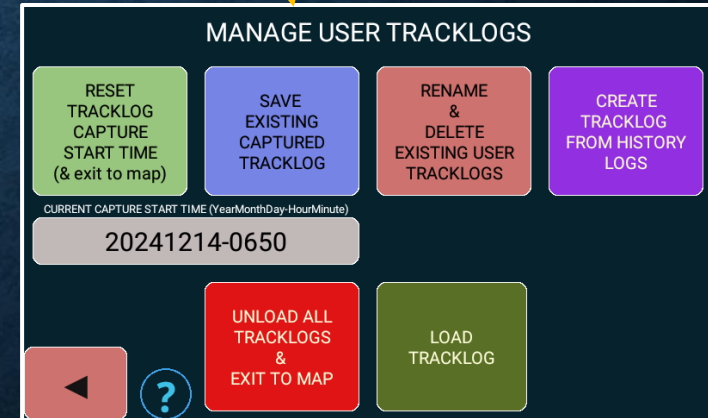 MANAGE USER TRACKLOGS
RESET
TRACKLOG
CAPTURE
START TIME
(& exit to map)
SAVE
EXISTING
CAPTURED
TRACKLOG
RENAME
&
DELETE
EXISTING USER
TRACKLOGS
CREATE
TRACKLOG
FROM HISTORY
LOGS
CURRENT CAPTURE START TIME (YearMonthDay-HourMinute)
20241214-0650
UNLOAD ALL
TRACKLOGS
&
EXIT TO MAP
LOAD
TRACKLOG
?